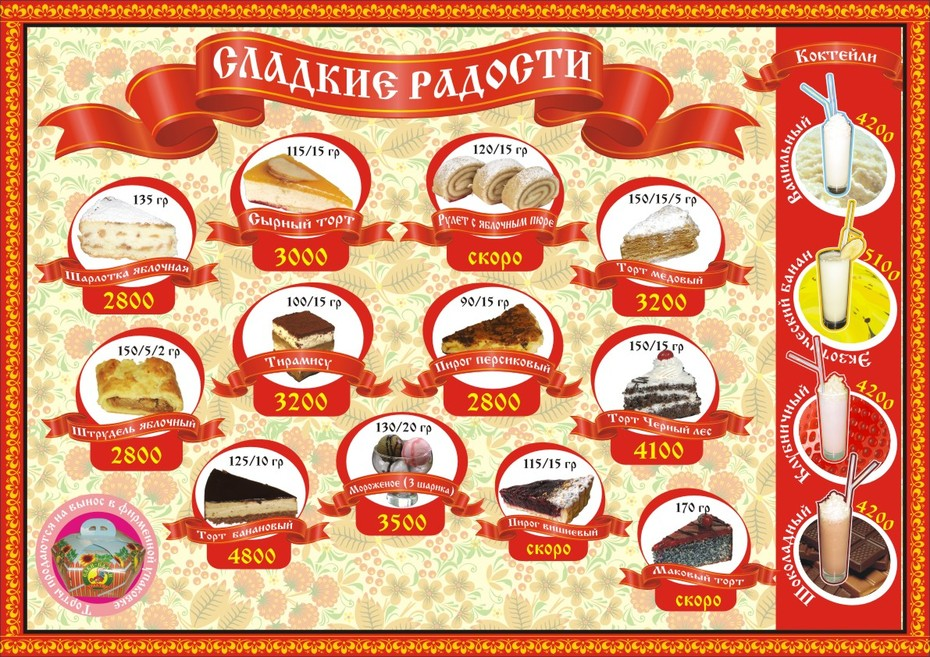 СЛАДКИЕ РАДОСТИ
135 гр
Шарлотка яблочная
2800
115/15 гр
Сырный торт
3000
120/15 гр
Рулет с яблочным пюре
скоро
150/15/5 гр
Торт медовый
3200
150/5/2 гр
Штрудель яблочный
2800
100/15 гр
Тирамису
3200
90/15 гр
Пирог персиковый
2800
150/15 гр
Торт Черный лес
4100
125/10 гр
Торт банановый
4800
130/20 гр
Мороженое (3 шарика)
3500
115/15 гр
Пирог вишневый
скоро
170 гр
Маковый торт
скоро
Торты продаются на вынос в фирменной упаковке
Коктейли
Ванильный
4200
Экзотический банан
5100
Клубничный
4200
Шоколадный
4200